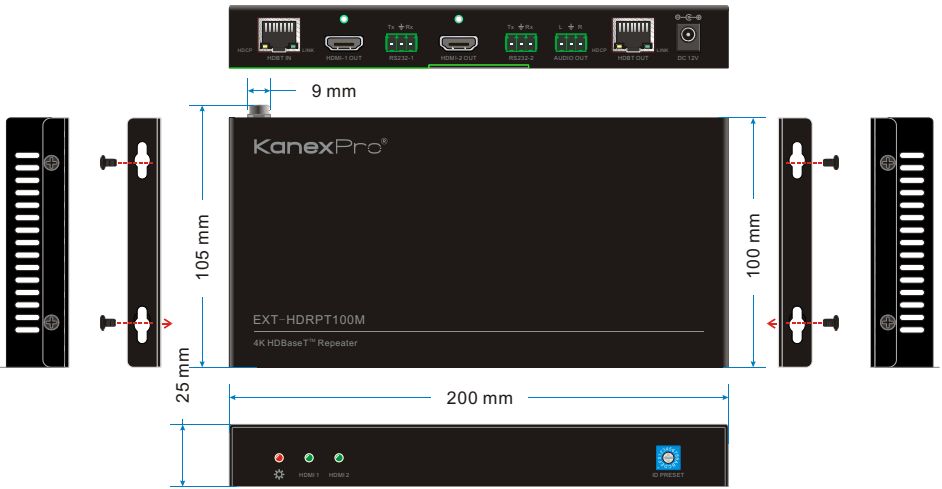 Tx Rx Tx Rx L R
HDCP LINK HDCP LINK
HDBT IN HDMI-1 OUT RS232-1 HDMI-2 OUT RS232-2 AUDIO OUT HDBT OUT DC 12V
9 mm
KanexPro®
105 mm
100 mm
EXT-HDRPT100M
4K HDBaseT™ Repeater
25 mm
200 mm
HDMI 1 HDMI 2 ID PRESET